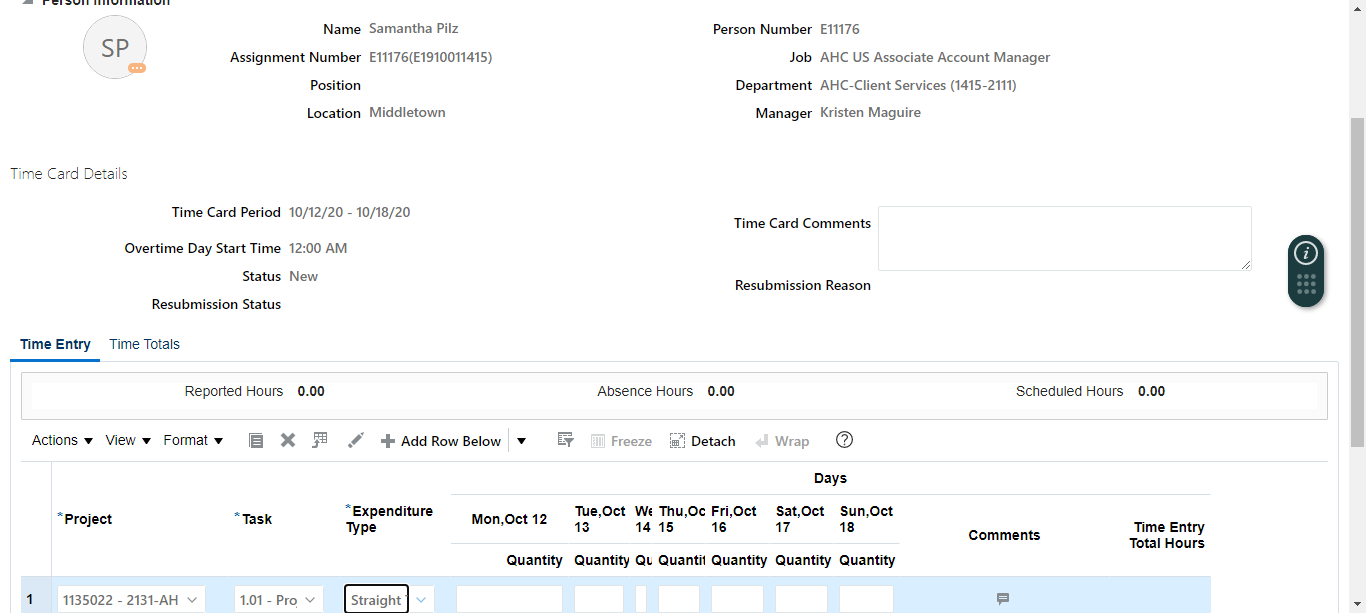 Person Information
SP
Name Samantha Pilz
Person Number E11176
Assignment Number E11176(E1910011415)
Job AHC US Associate Account Manager
Position
Department AHC-Client Services (1415-2111)
Location Middletown
Manager Kristen Maguire
Time Card Details
Time Card Period 10/12/20 - 10/18/20
Time Card Comments
Overtime Day Start Time 12:00 AM
Status New
Resubmission Reason
Resubmission Status
Time Entry Time Totals
Reported Hours 0.00 Absence Hours 0.00 Scheduled Hours 0.00
Actions View Format Add Row Below Freeze Detach Wrap
Days
*Project *Task *Expenditure Type Mon,Oct 12 Tue,Oct 13 We 14 Thu,Oc 15 Fri,Oct 16 Sat,Oct 17 Sun,Oct 18 Comments Time Entry Total Hours
Quantity Quantity Qu Quantit Quantity Quantity Quantity
1 1135022 - 2131-AH 1.01 - Pro Straight